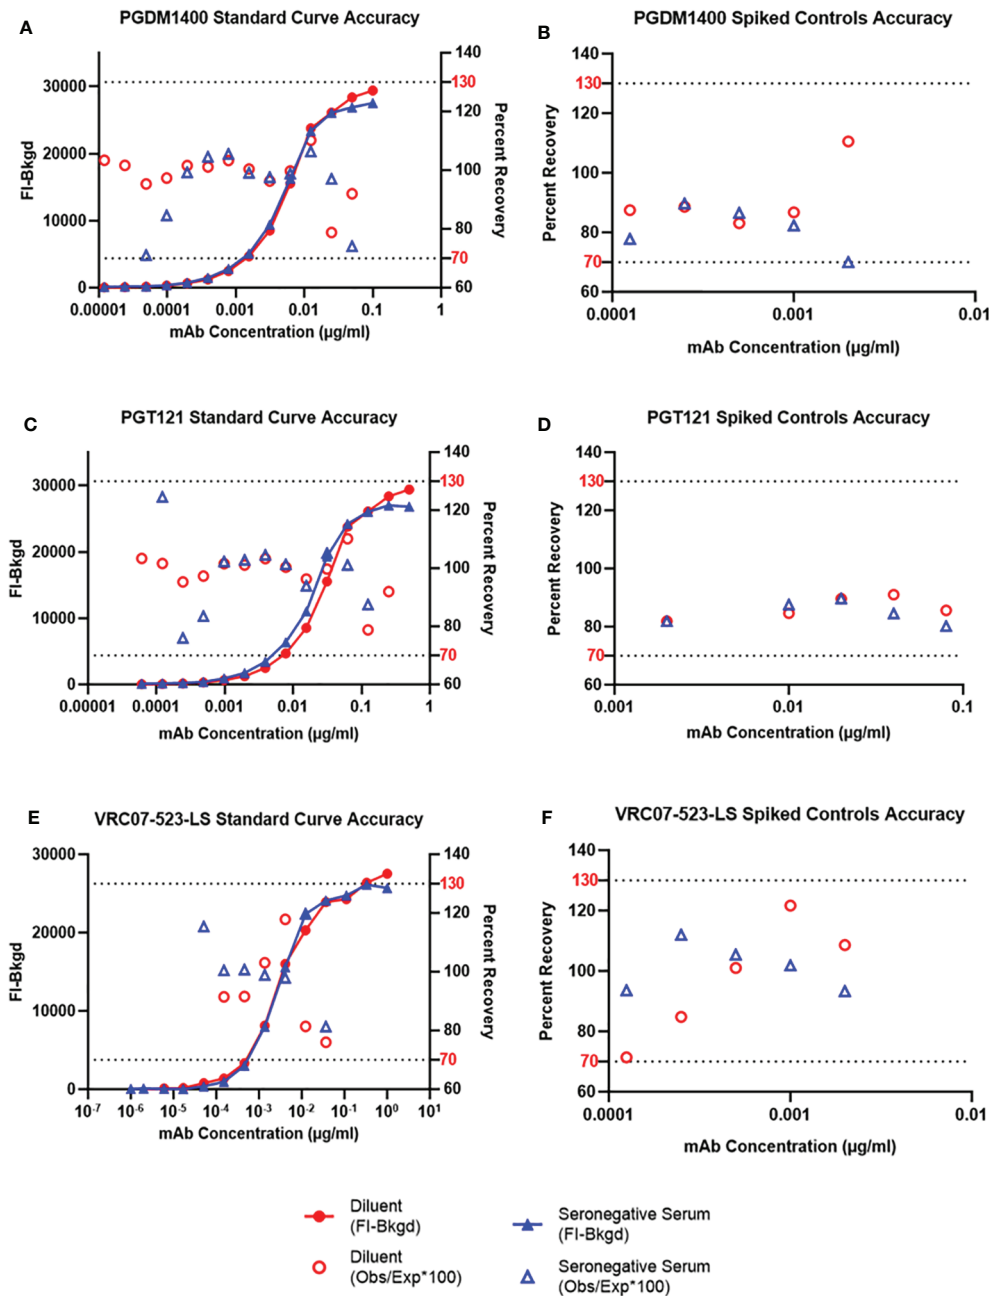 A
PGDM1400 Standard Curve Accuracy
30000
20000
10000
0
FI-Bkgd
140
130
120
100
80
70
60
Percent Recovery
0.00001 0.0001 0.001 0.01 0.1 1
mAb Concentration (µg/ml)
B
PGDM1400 Spiked Controls Accuracy
140
130
120
100
80
70
60
Percent Recovery
0.0001 0.001 0.01
mAb Concentration (µg/ml)
C
PGT121 Standard Curve Accuracy
30000
20000
10000
0
FI-Bkgd
140
130
120
100
80
70
60
Percent Recovery
0.00001 0.0001 0.001 0.01 0.1 1
mAb Concentration (µg/ml)
D
PGT121 Spiked Controls Accuracy
140
130
120
100
80
70
60
Percent Recovery
0.001 0.01 0.1
mAb Concentration (µg/ml)
E
VRC07-523-LS Standard Curve Accuracy
30000
20000
10000
0
FI-Bkgd
140
130
120
100
80
70
60
Percent Recovery
10⁻⁷ 10⁻⁶ 10⁻⁵ 10⁻⁴ 10⁻³ 10⁻² 10⁻¹ 10⁰ 10¹
mAb Concentration (µg/ml)
F
VRC07-523-LS Spiked Controls Accuracy
140
130
120
100
80
70
60
Percent Recovery
0.0001 0.001 0.01
mAb Concentration (µg/ml)
Diluent
(FI-Bkgd)
Diluent
(Obs/Exp*100)
Seronegative Serum
(FI-Bkgd)
Seronegative Serum
(Obs/Exp*100)